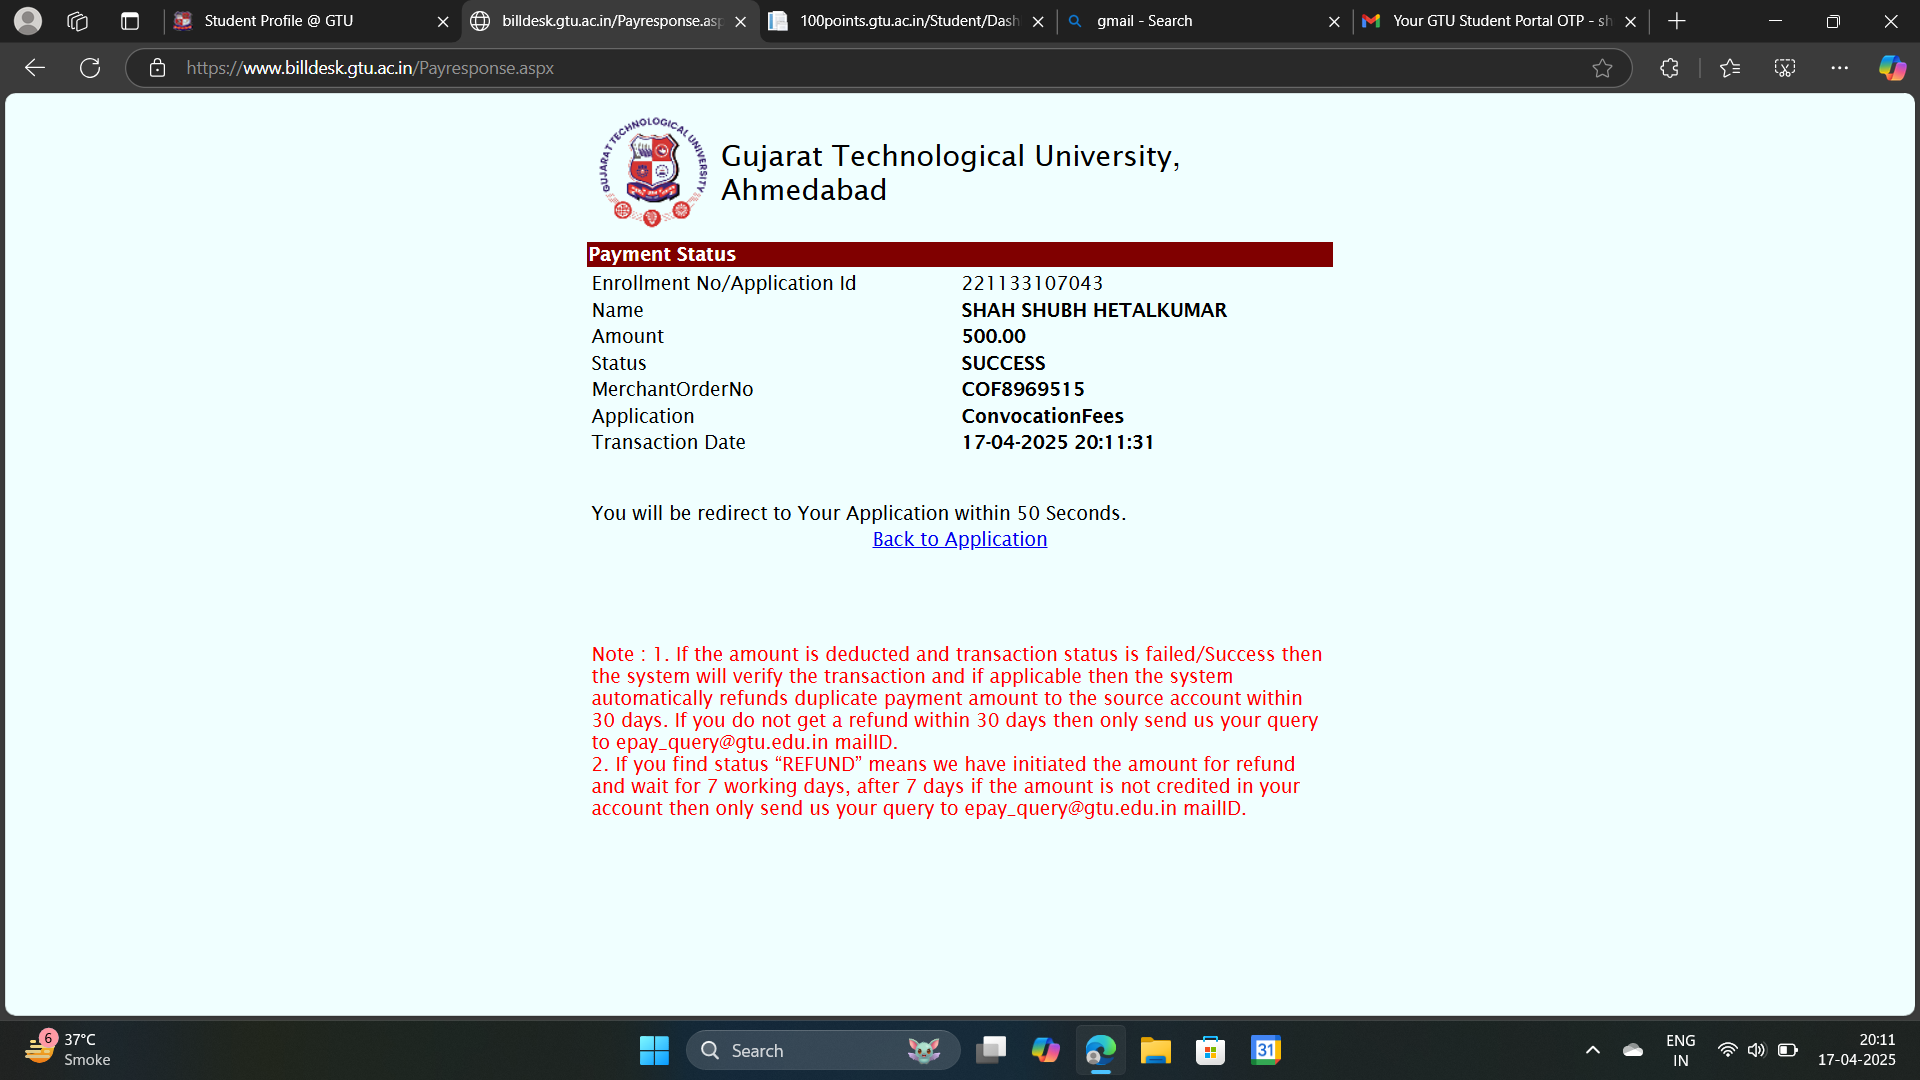 Student Profile @ GTU
billdesk.gtu.ac.in/Payresponse.asp
100points.gtu.ac.in/Student/Dash
gmail - Search
Your GTU Student Portal OTP - sh
https://www.billdesk.gtu.ac.in/Payresponse.aspx
GUJARAT TECHNOLOGICAL UNIVERSITY
Gujarat Technological University,
Ahmedabad
Payment Status
Enrollment No/Application Id 221133107043
Name SHAH SHUBH HETALKUMAR
Amount 500.00
Status SUCCESS
MerchantOrderNo COF8969515
Application ConvocationFees
Transaction Date 17-04-2025 20:11:31
You will be redirect to Your Application within 50 Seconds.
Back to Application
Note : 1. If the amount is deducted and transaction status is failed/Success then
the system will verify the transaction and if applicable then the system
automatically refunds duplicate payment amount to the source account within
30 days. If you do not get a refund within 30 days then only send us your query
to epay_query@gtu.edu.in mailID.
2. If you find status “REFUND” means we have initiated the amount for refund
and wait for 7 working days, after 7 days if the amount is not credited in your
account then only send us your query to epay_query@gtu.edu.in mailID.
6
37°C
Smoke
Search
31
ENG
IN
20:11
17-04-2025